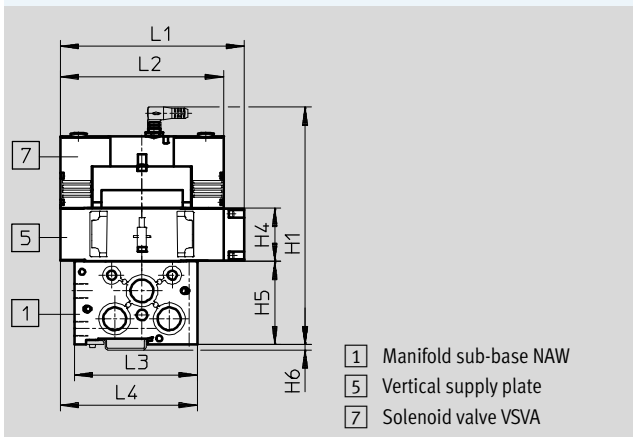 L1
L2
7
5
1
H4
H1
H5
H6
L3
L4
1 Manifold sub-base NAW
5 Vertical supply plate
7 Solenoid valve VSVA